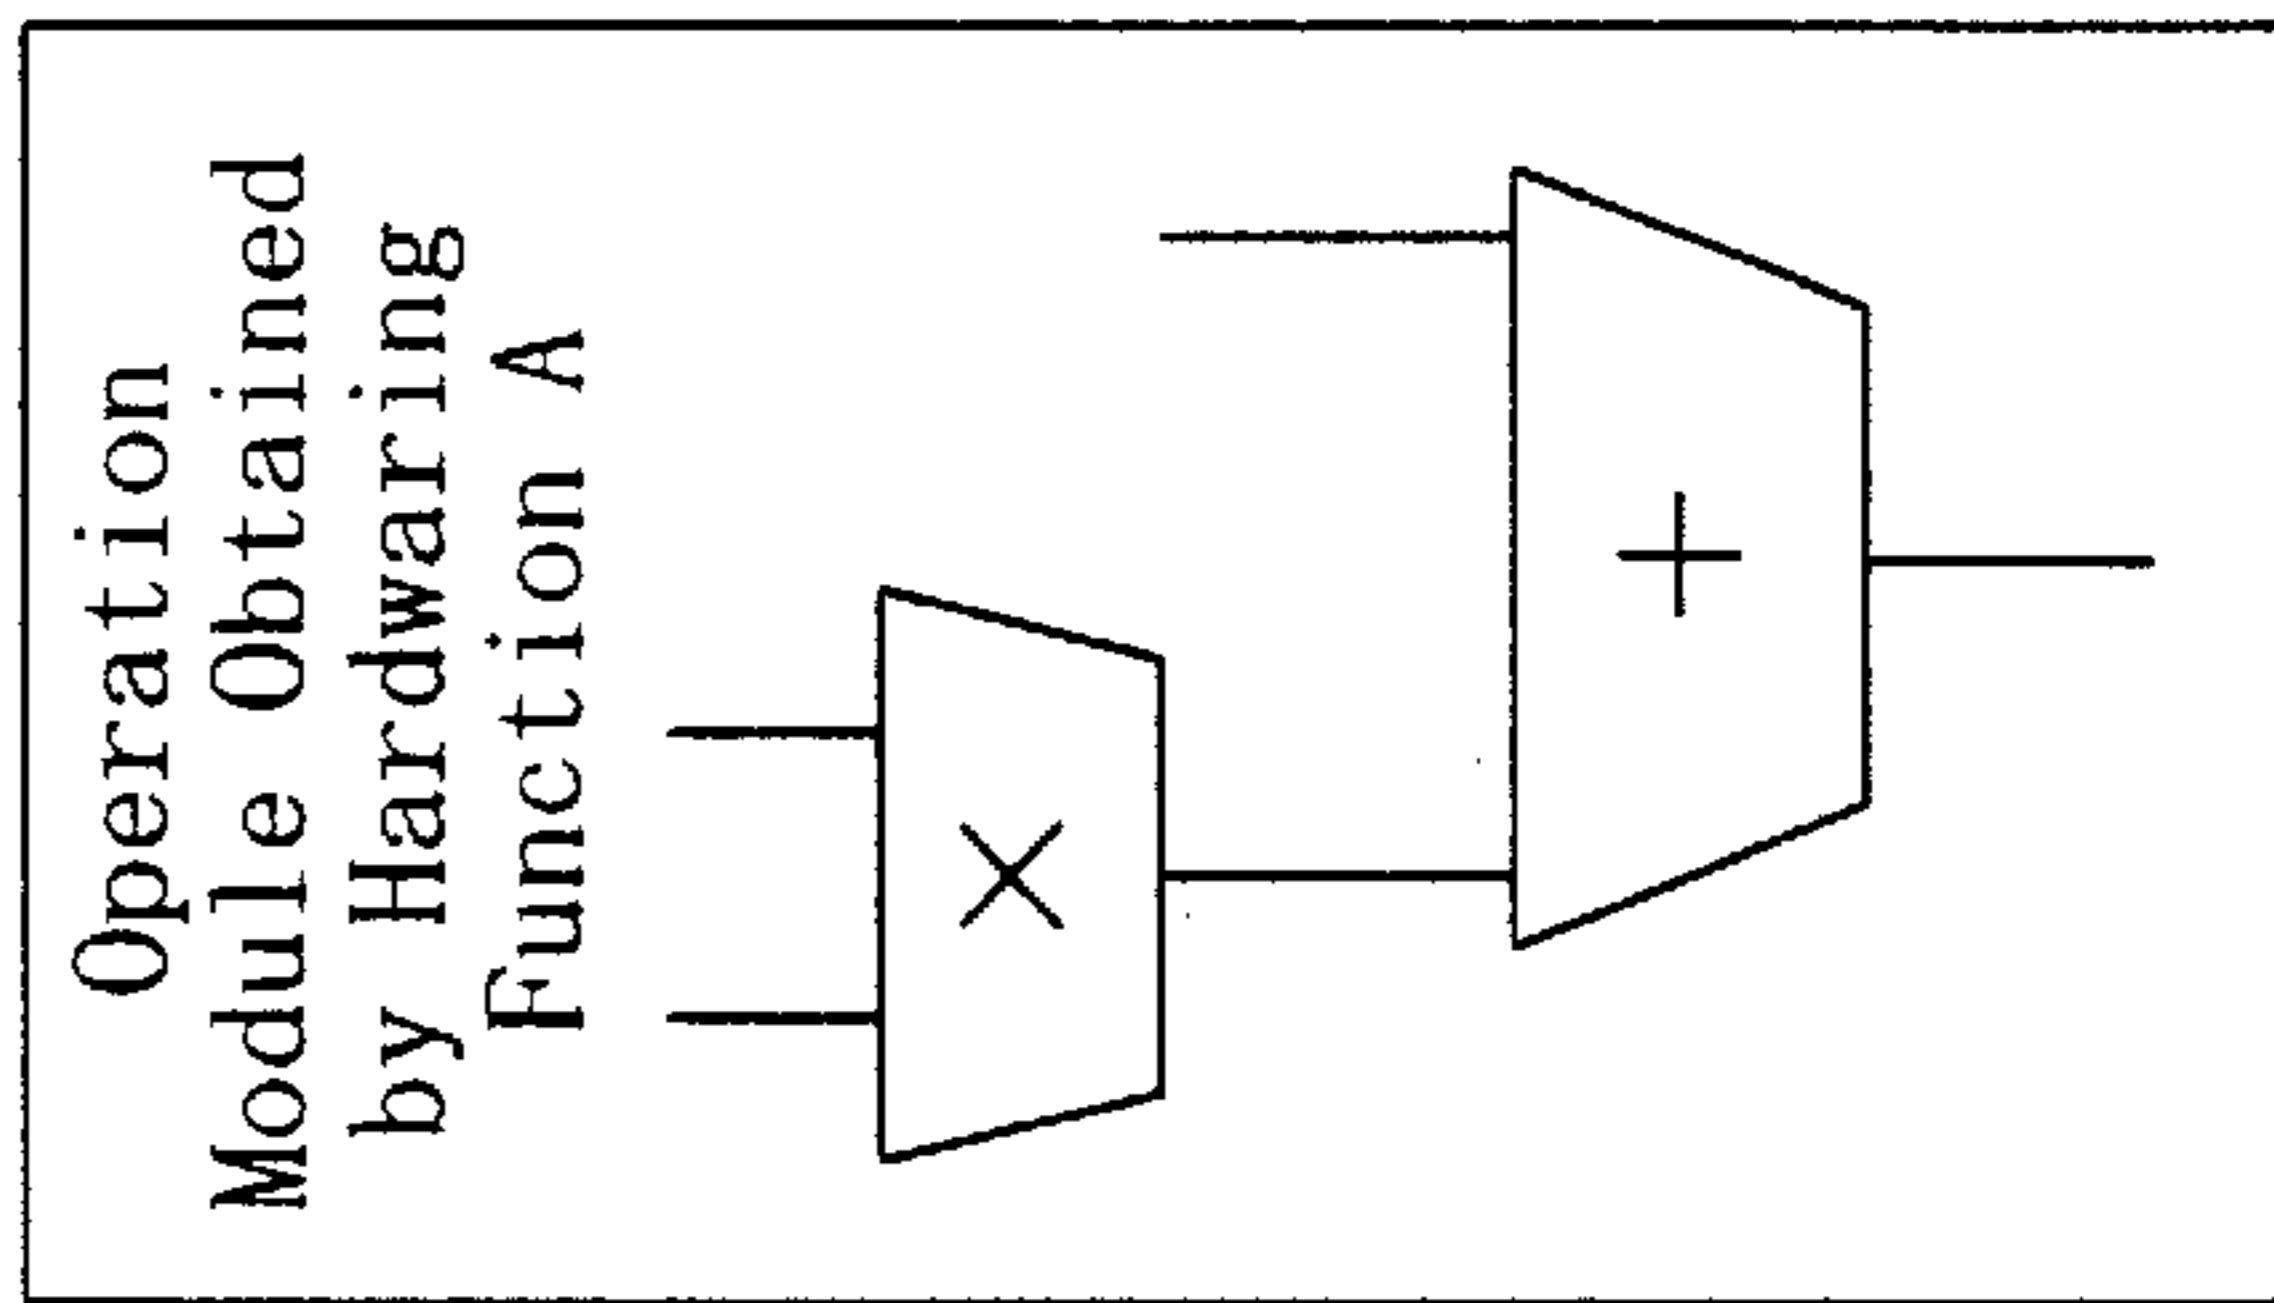 Operation
Module Obtained
by Hardwaring
Function A
×
+